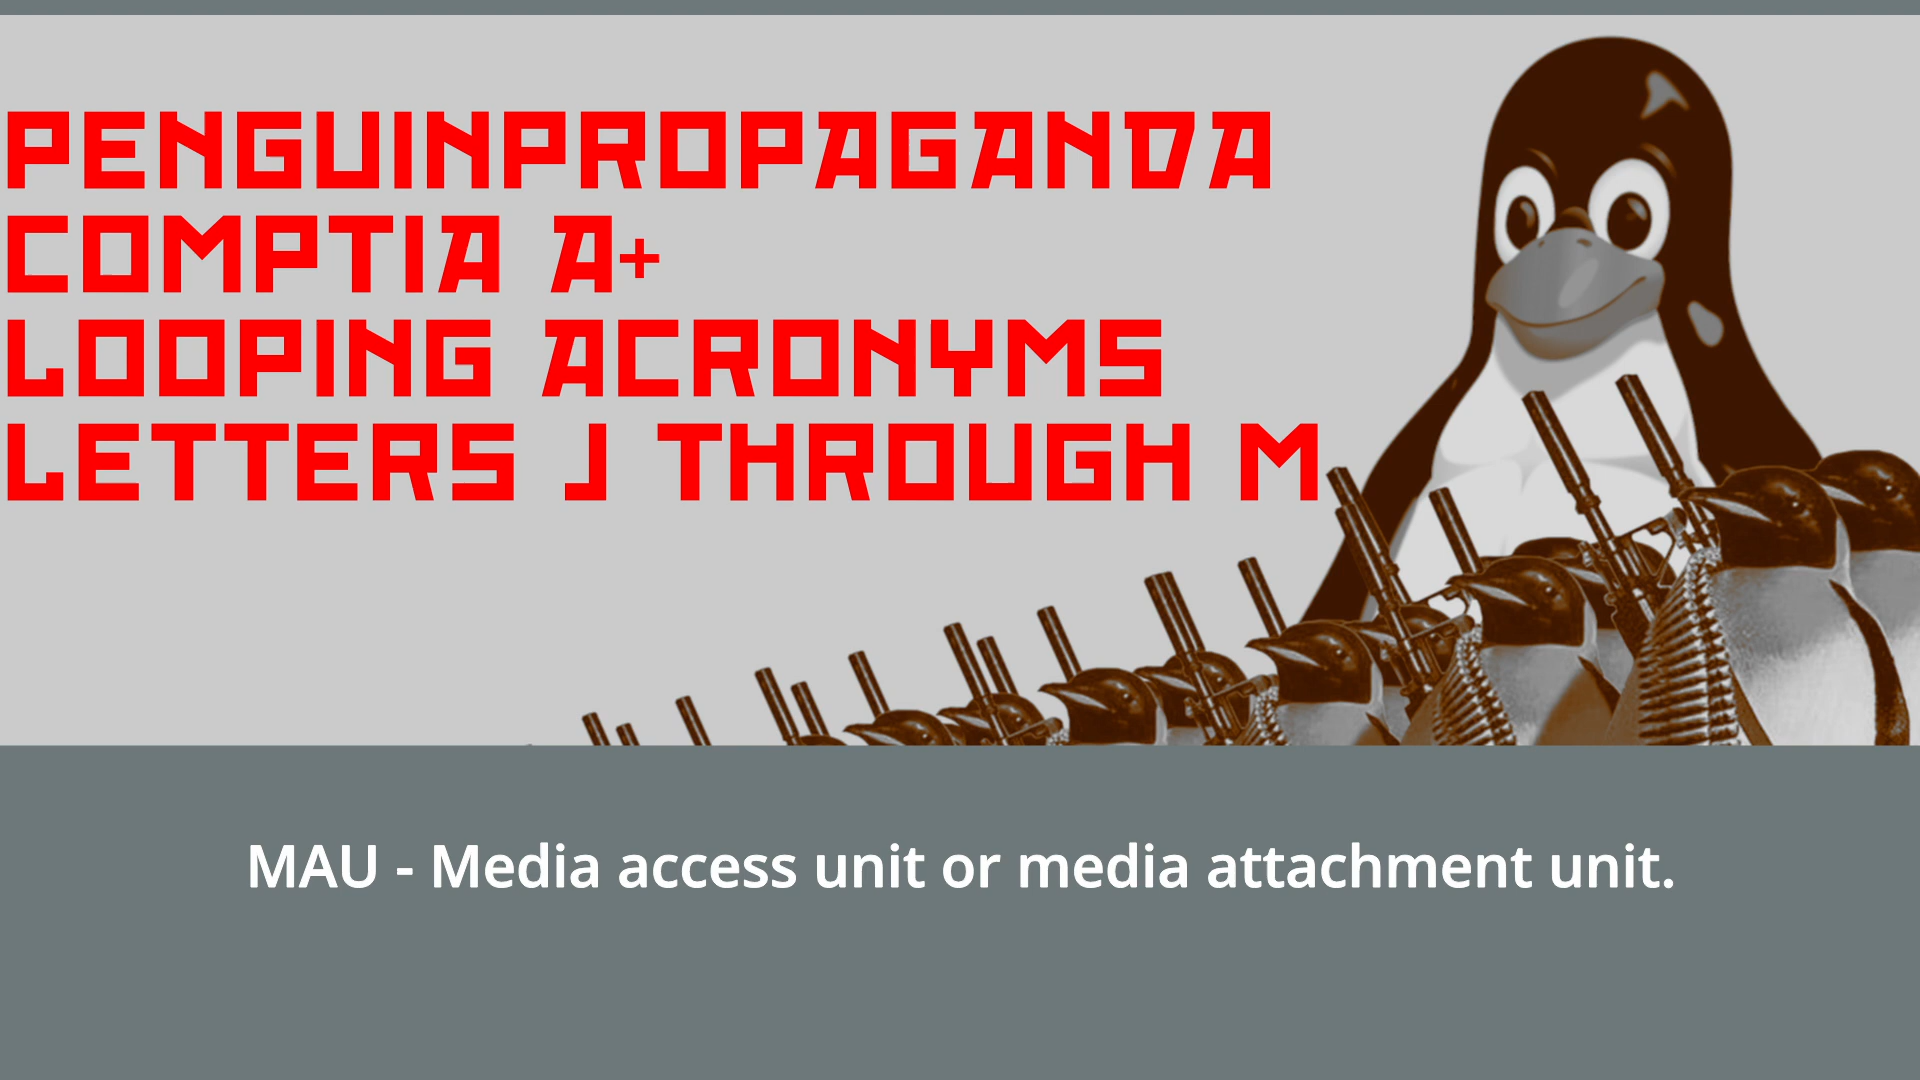 PENGUINPROPAGANDA
COMPTIA A+
LOOPING ACRONYMS
LETTERS J THROUGH M
MAU - Media access unit or media attachment unit.